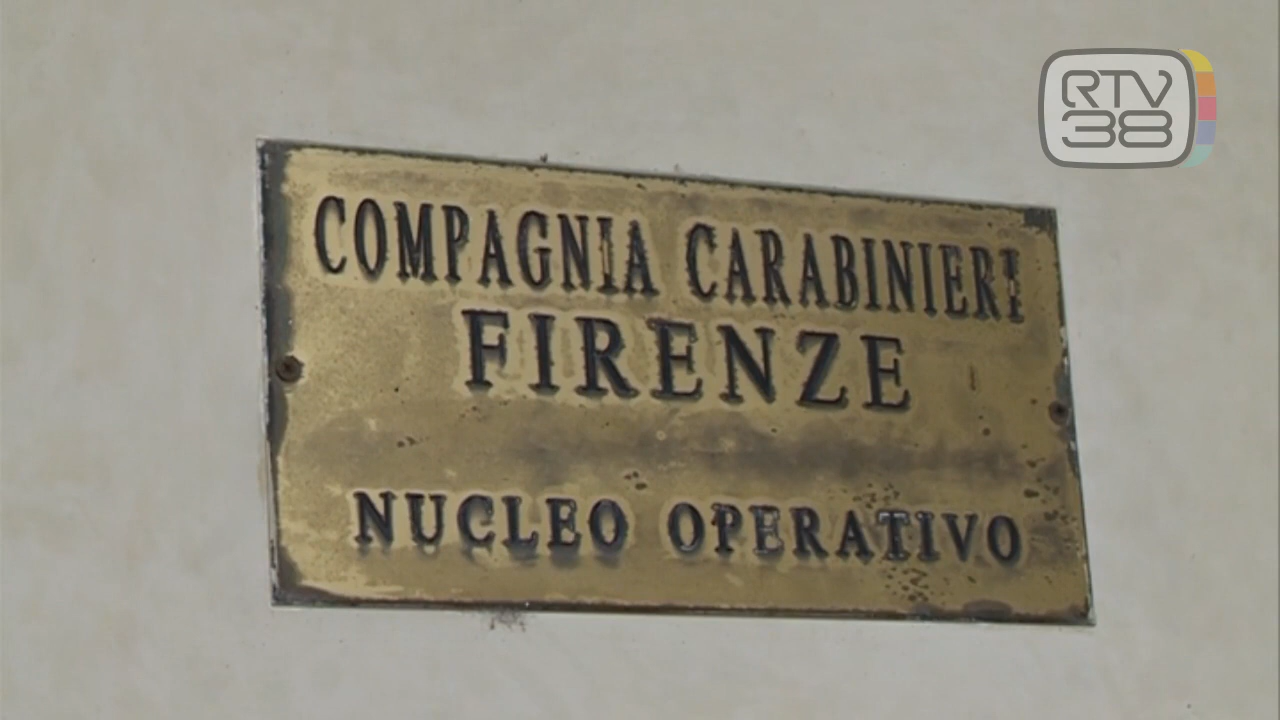 RTV
38
COMPAGNIA CARABINIERI
FIRENZE
NUCLEO OPERATIVO